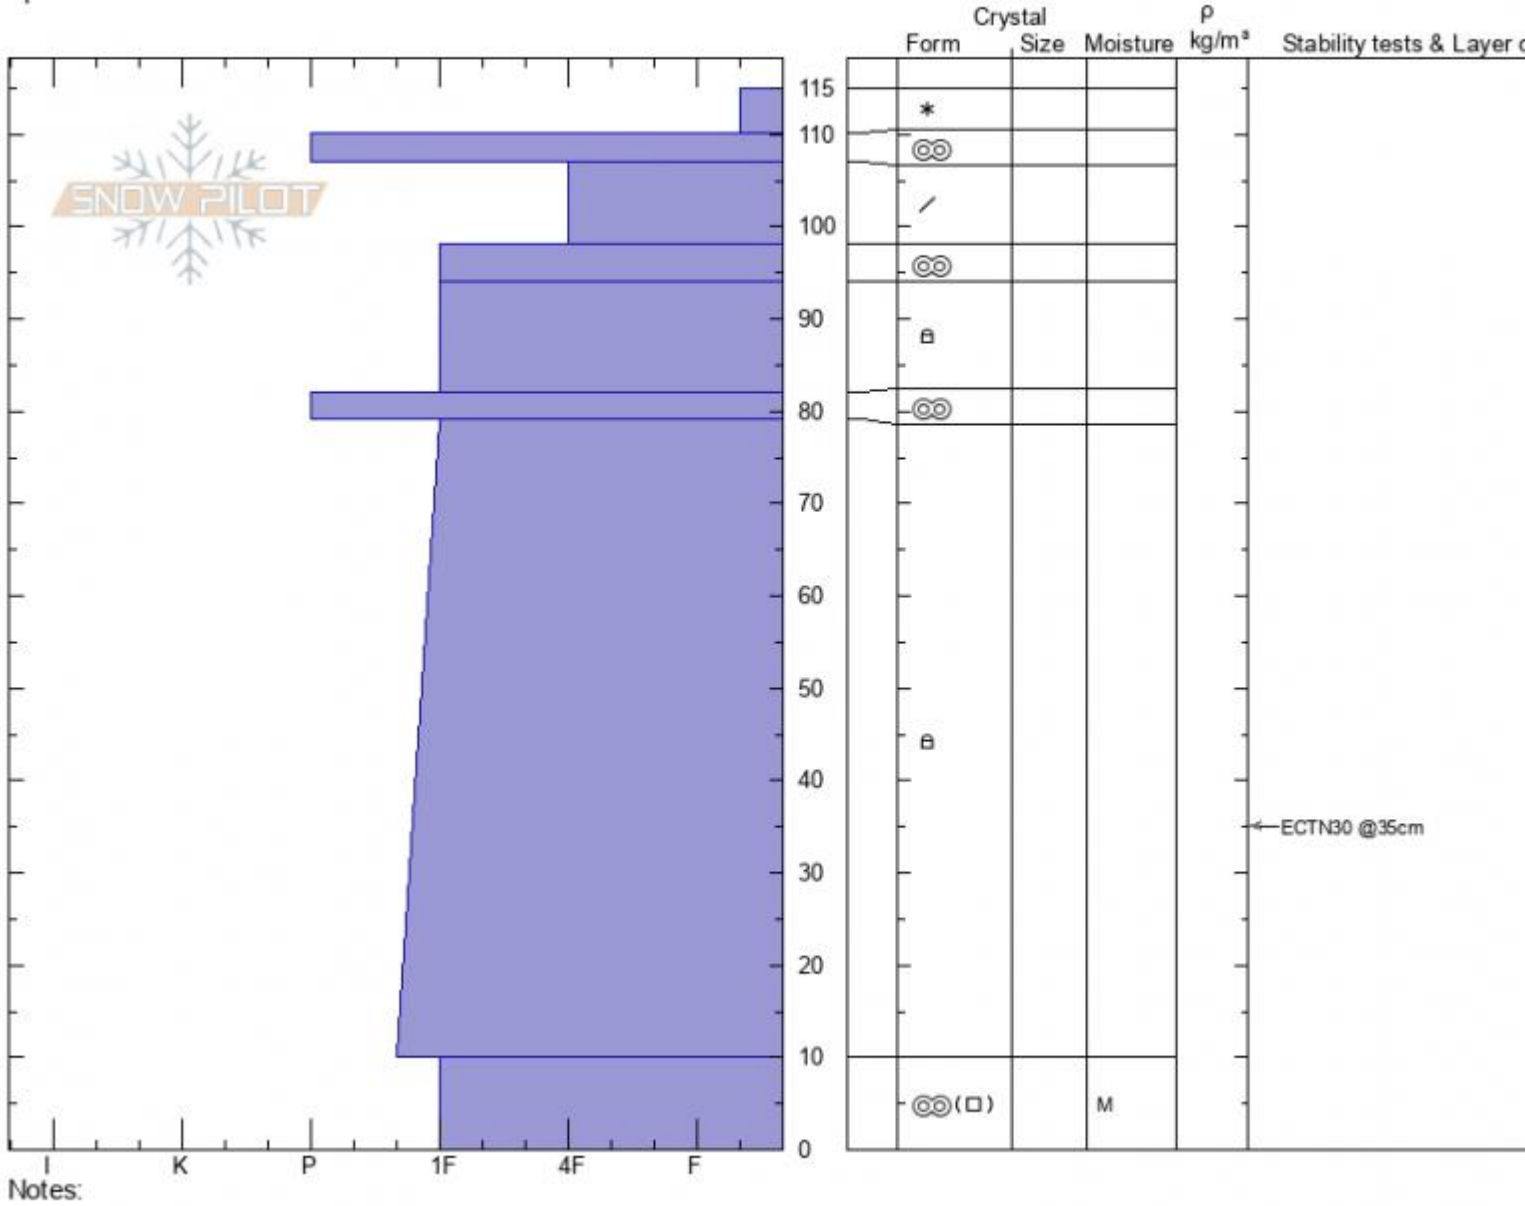 Crystal
ρ
Form Size Moisture kg/m³ Stability tests & Layer c
SNOW PILOT
115
110
100
90
80
70
60
50
40
ECTN30 @35cm
30
20
10
M
0
I K P 1F 4F F
Notes: